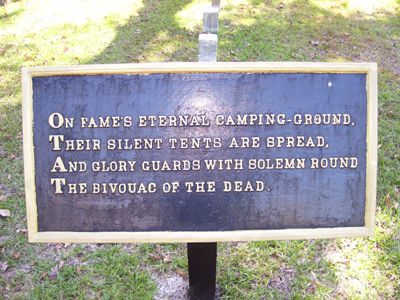 ON FAME'S ETERNAL CAMPING-GROUND,
THEIR SILENT TENTS ARE SPREAD,
AND GLORY GUARDS WITH SOLEMN ROUND
THE BIVOUAC OF THE DEAD.